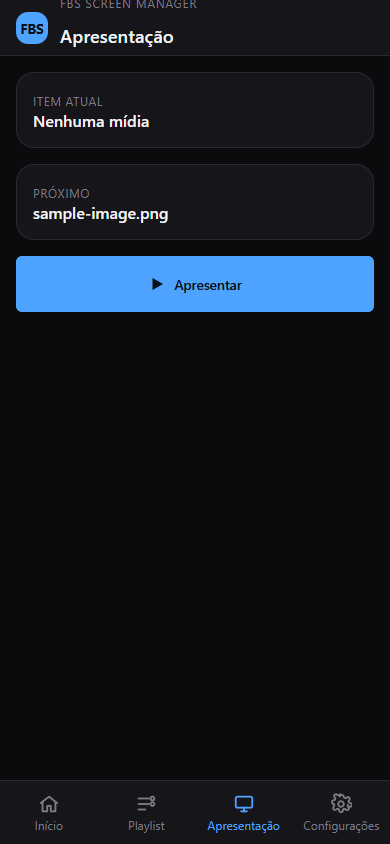 FBS SCREEN MANAGER
FBS
Apresentação
ITEM ATUAL
Nenhuma mídia
PRÓXIMO
sample-image.png
Apresentar
Início
Playlist
Apresentação
Configurações